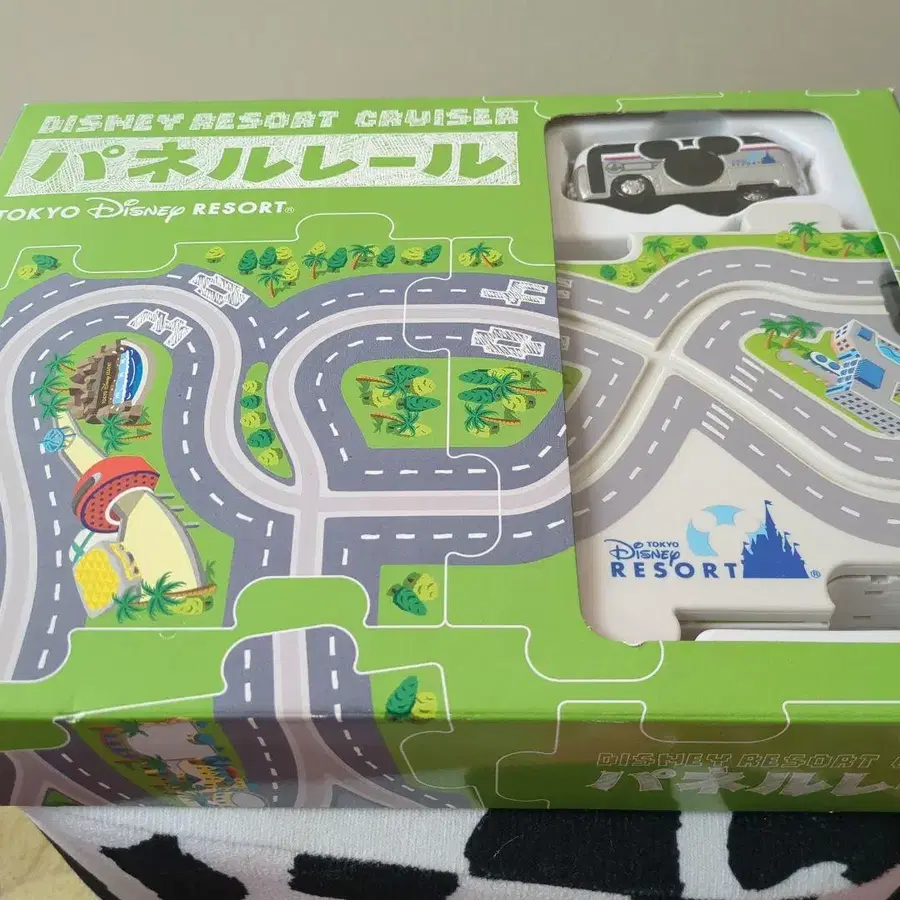 DISNEY RESORT CRUISER
パネルレール
TOKYO DISNEY RESORT®
TOKYO
DISNEY
RESORT®
DISNEY RESORT
パネルレ